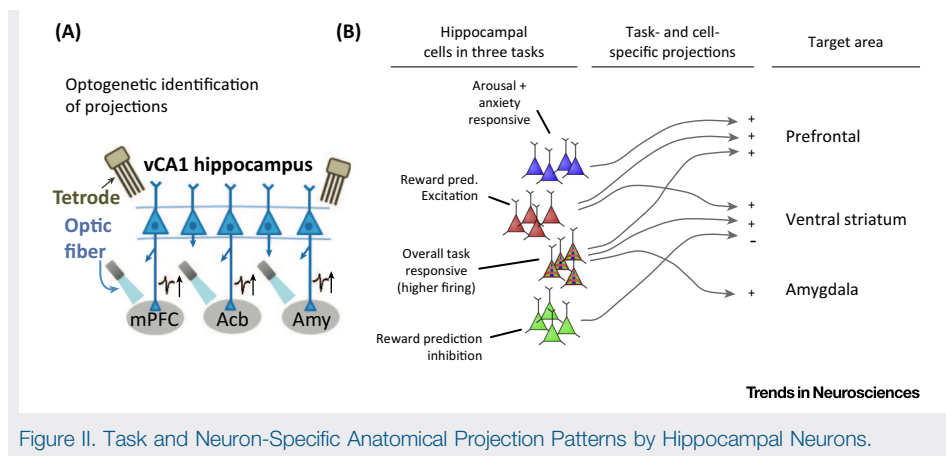 (A)
Optogenetic identification
of projections
vCA1 hippocampus
Tetrode
Optic
fiber
mPFC
Acb
Amy
(B)
Hippocampal
cells in three tasks
Task- and cell-
specific projections
Target area
Arousal +
anxiety
responsive
Reward pred.
Excitation
Overall task
responsive
(higher firing)
Reward prediction
inhibition
+
+
+
Prefrontal
+
+
−
Ventral striatum
+
Amygdala
Trends in Neurosciences
Figure II. Task and Neuron-Specific Anatomical Projection Patterns by Hippocampal Neurons.